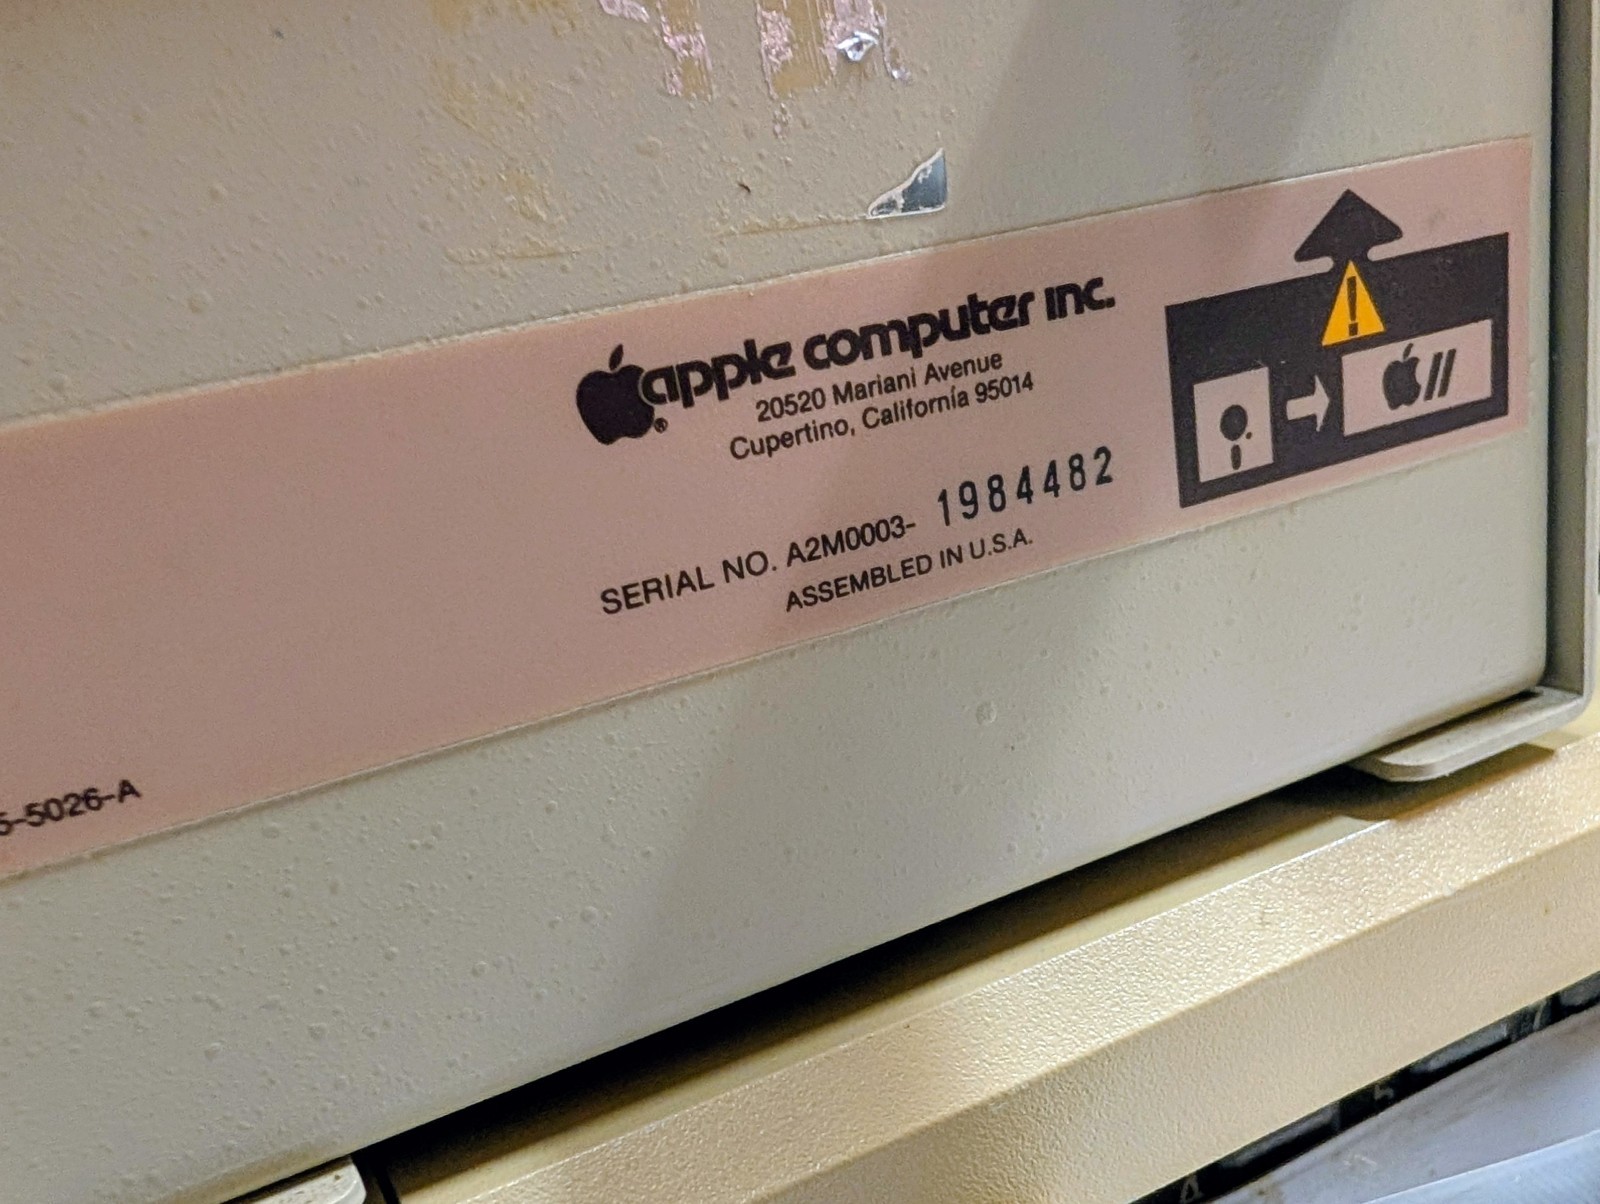 apple computer inc.
®
20520 Mariani Avenue
Cupertino, California 95014
!
//
SERIAL NO. A2M0003- 1984482
ASSEMBLED IN U.S.A.
5-5026-A